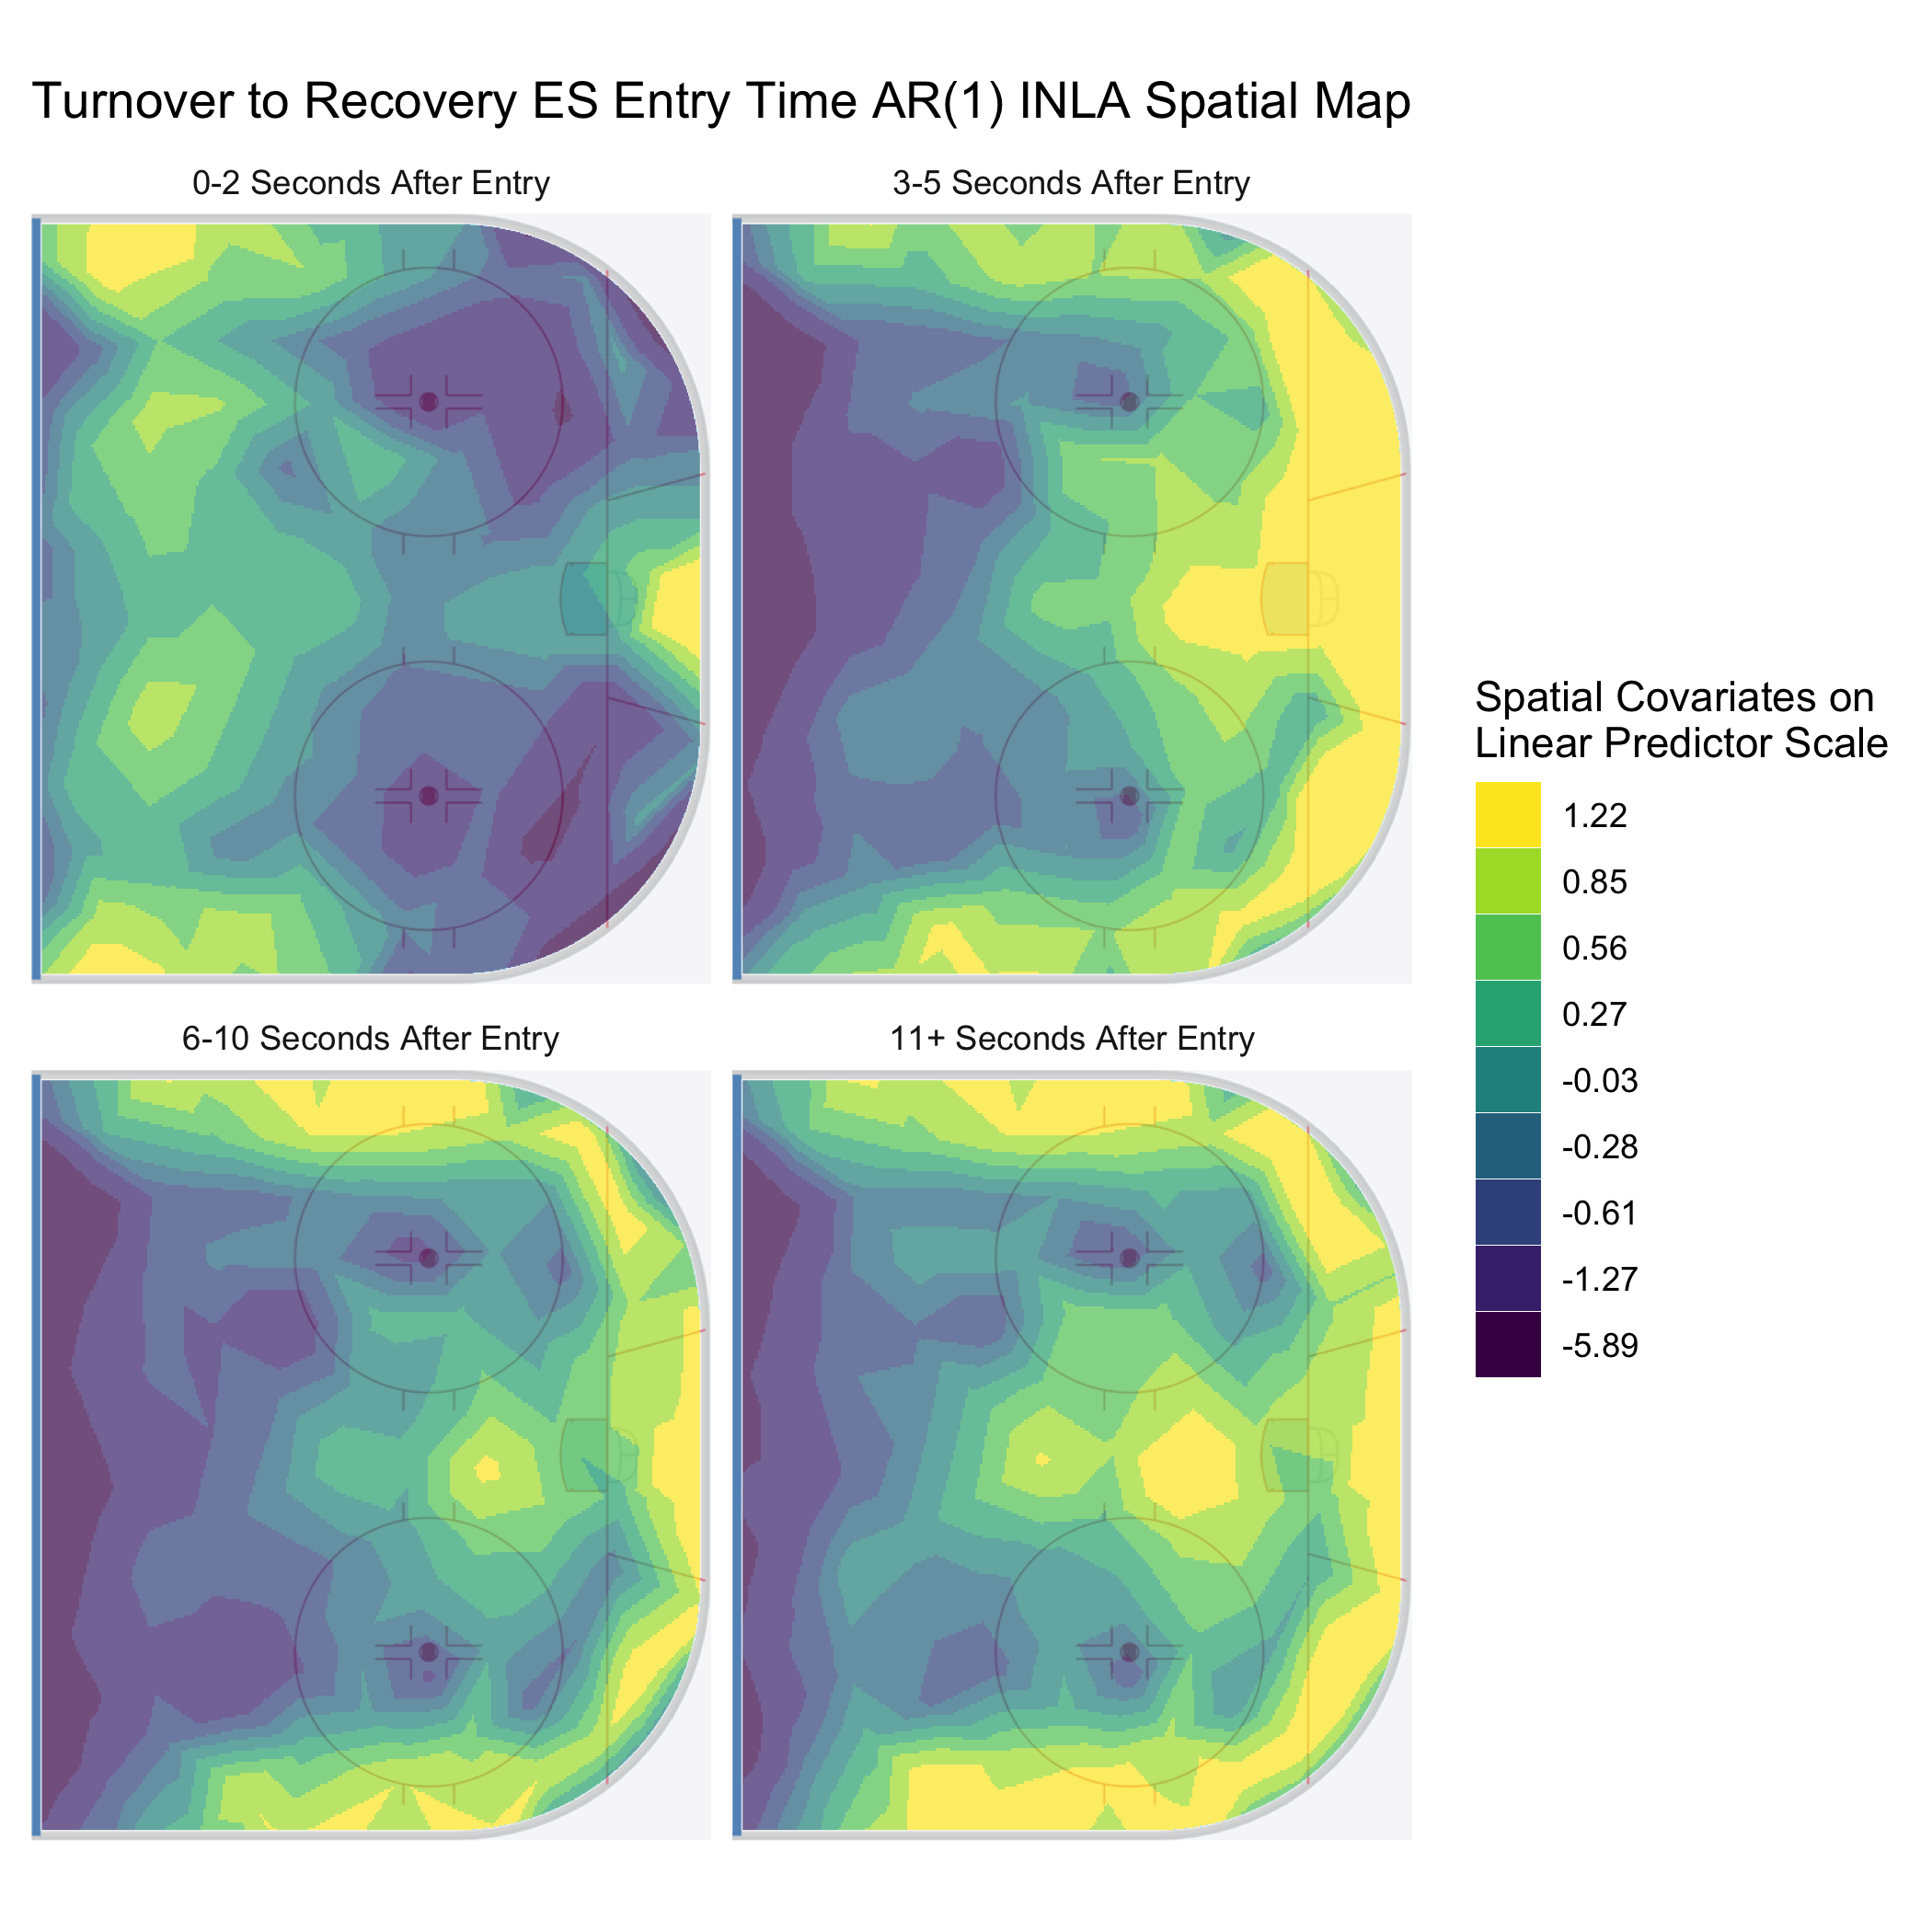 Turnover to Recovery ES Entry Time AR(1) INLA Spatial Map
0-2 Seconds After Entry
3-5 Seconds After Entry
6-10 Seconds After Entry
11+ Seconds After Entry
Spatial Covariates on
Linear Predictor Scale
1.22
0.85
0.56
0.27
-0.03
-0.28
-0.61
-1.27
-5.89